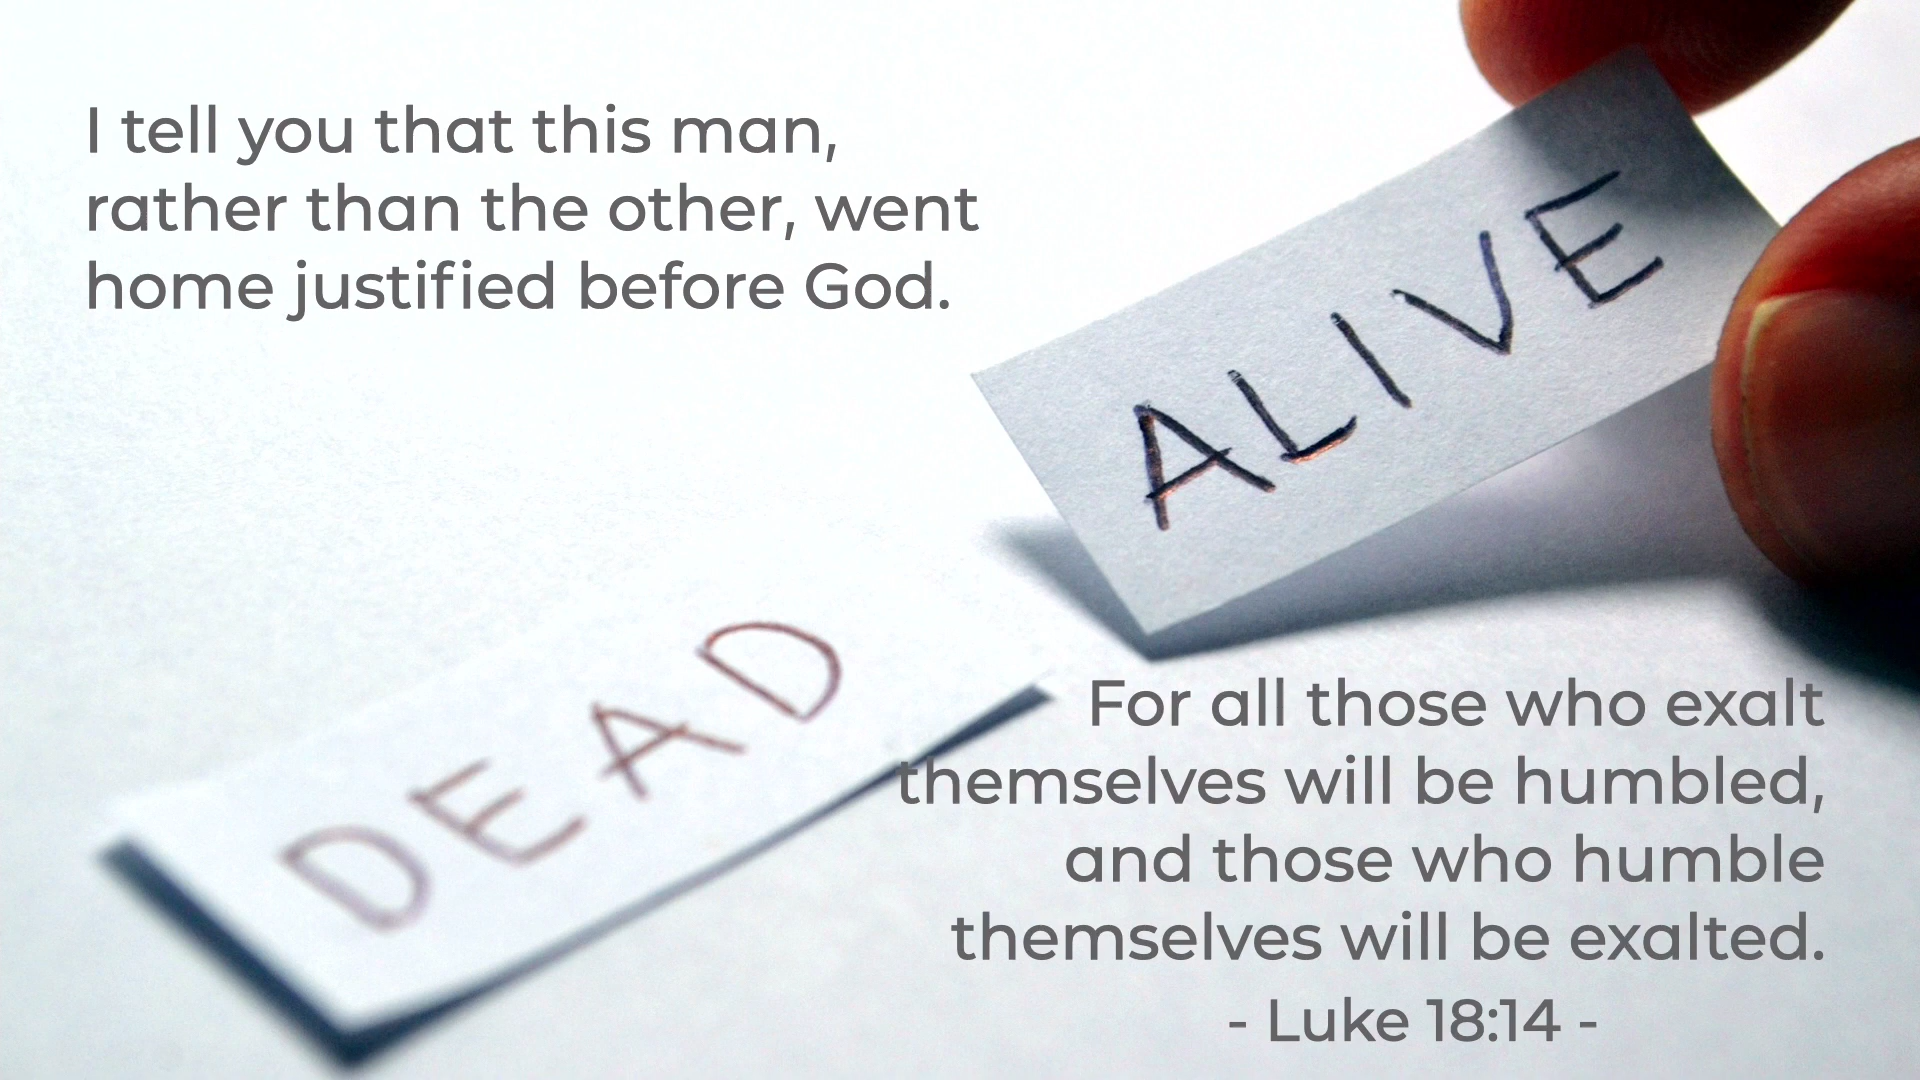 I tell you that this man,
rather than the other, went
home justified before God.
ALIVE
DEAD
For all those who exalt
themselves will be humbled,
and those who humble
themselves will be exalted.
- Luke 18:14 -